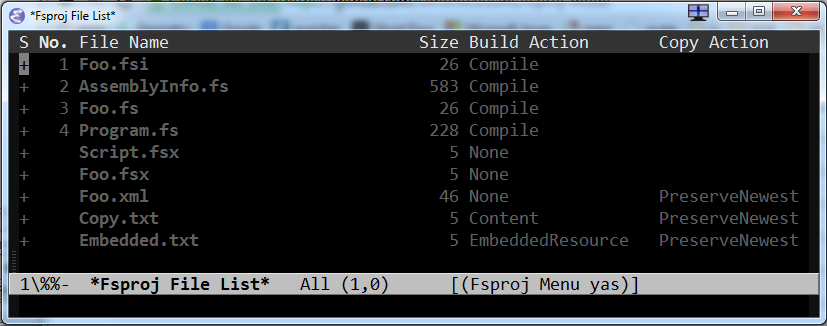 *Fsproj File List*
S No. File Name Size Build Action Copy Action
+ 1 Foo.fsi 26 Compile
+ 2 AssemblyInfo.fs 583 Compile
+ 3 Foo.fs 26 Compile
+ 4 Program.fs 228 Compile
+ Script.fsx 5 None
+ Foo.fsx 5 None
+ Foo.xml 46 None PreserveNewest
+ Copy.txt 5 Content PreserveNewest
+ Embedded.txt 5 EmbeddedResource PreserveNewest
1\%%- *Fsproj File List* All (1,0) [(Fsproj Menu yas)]